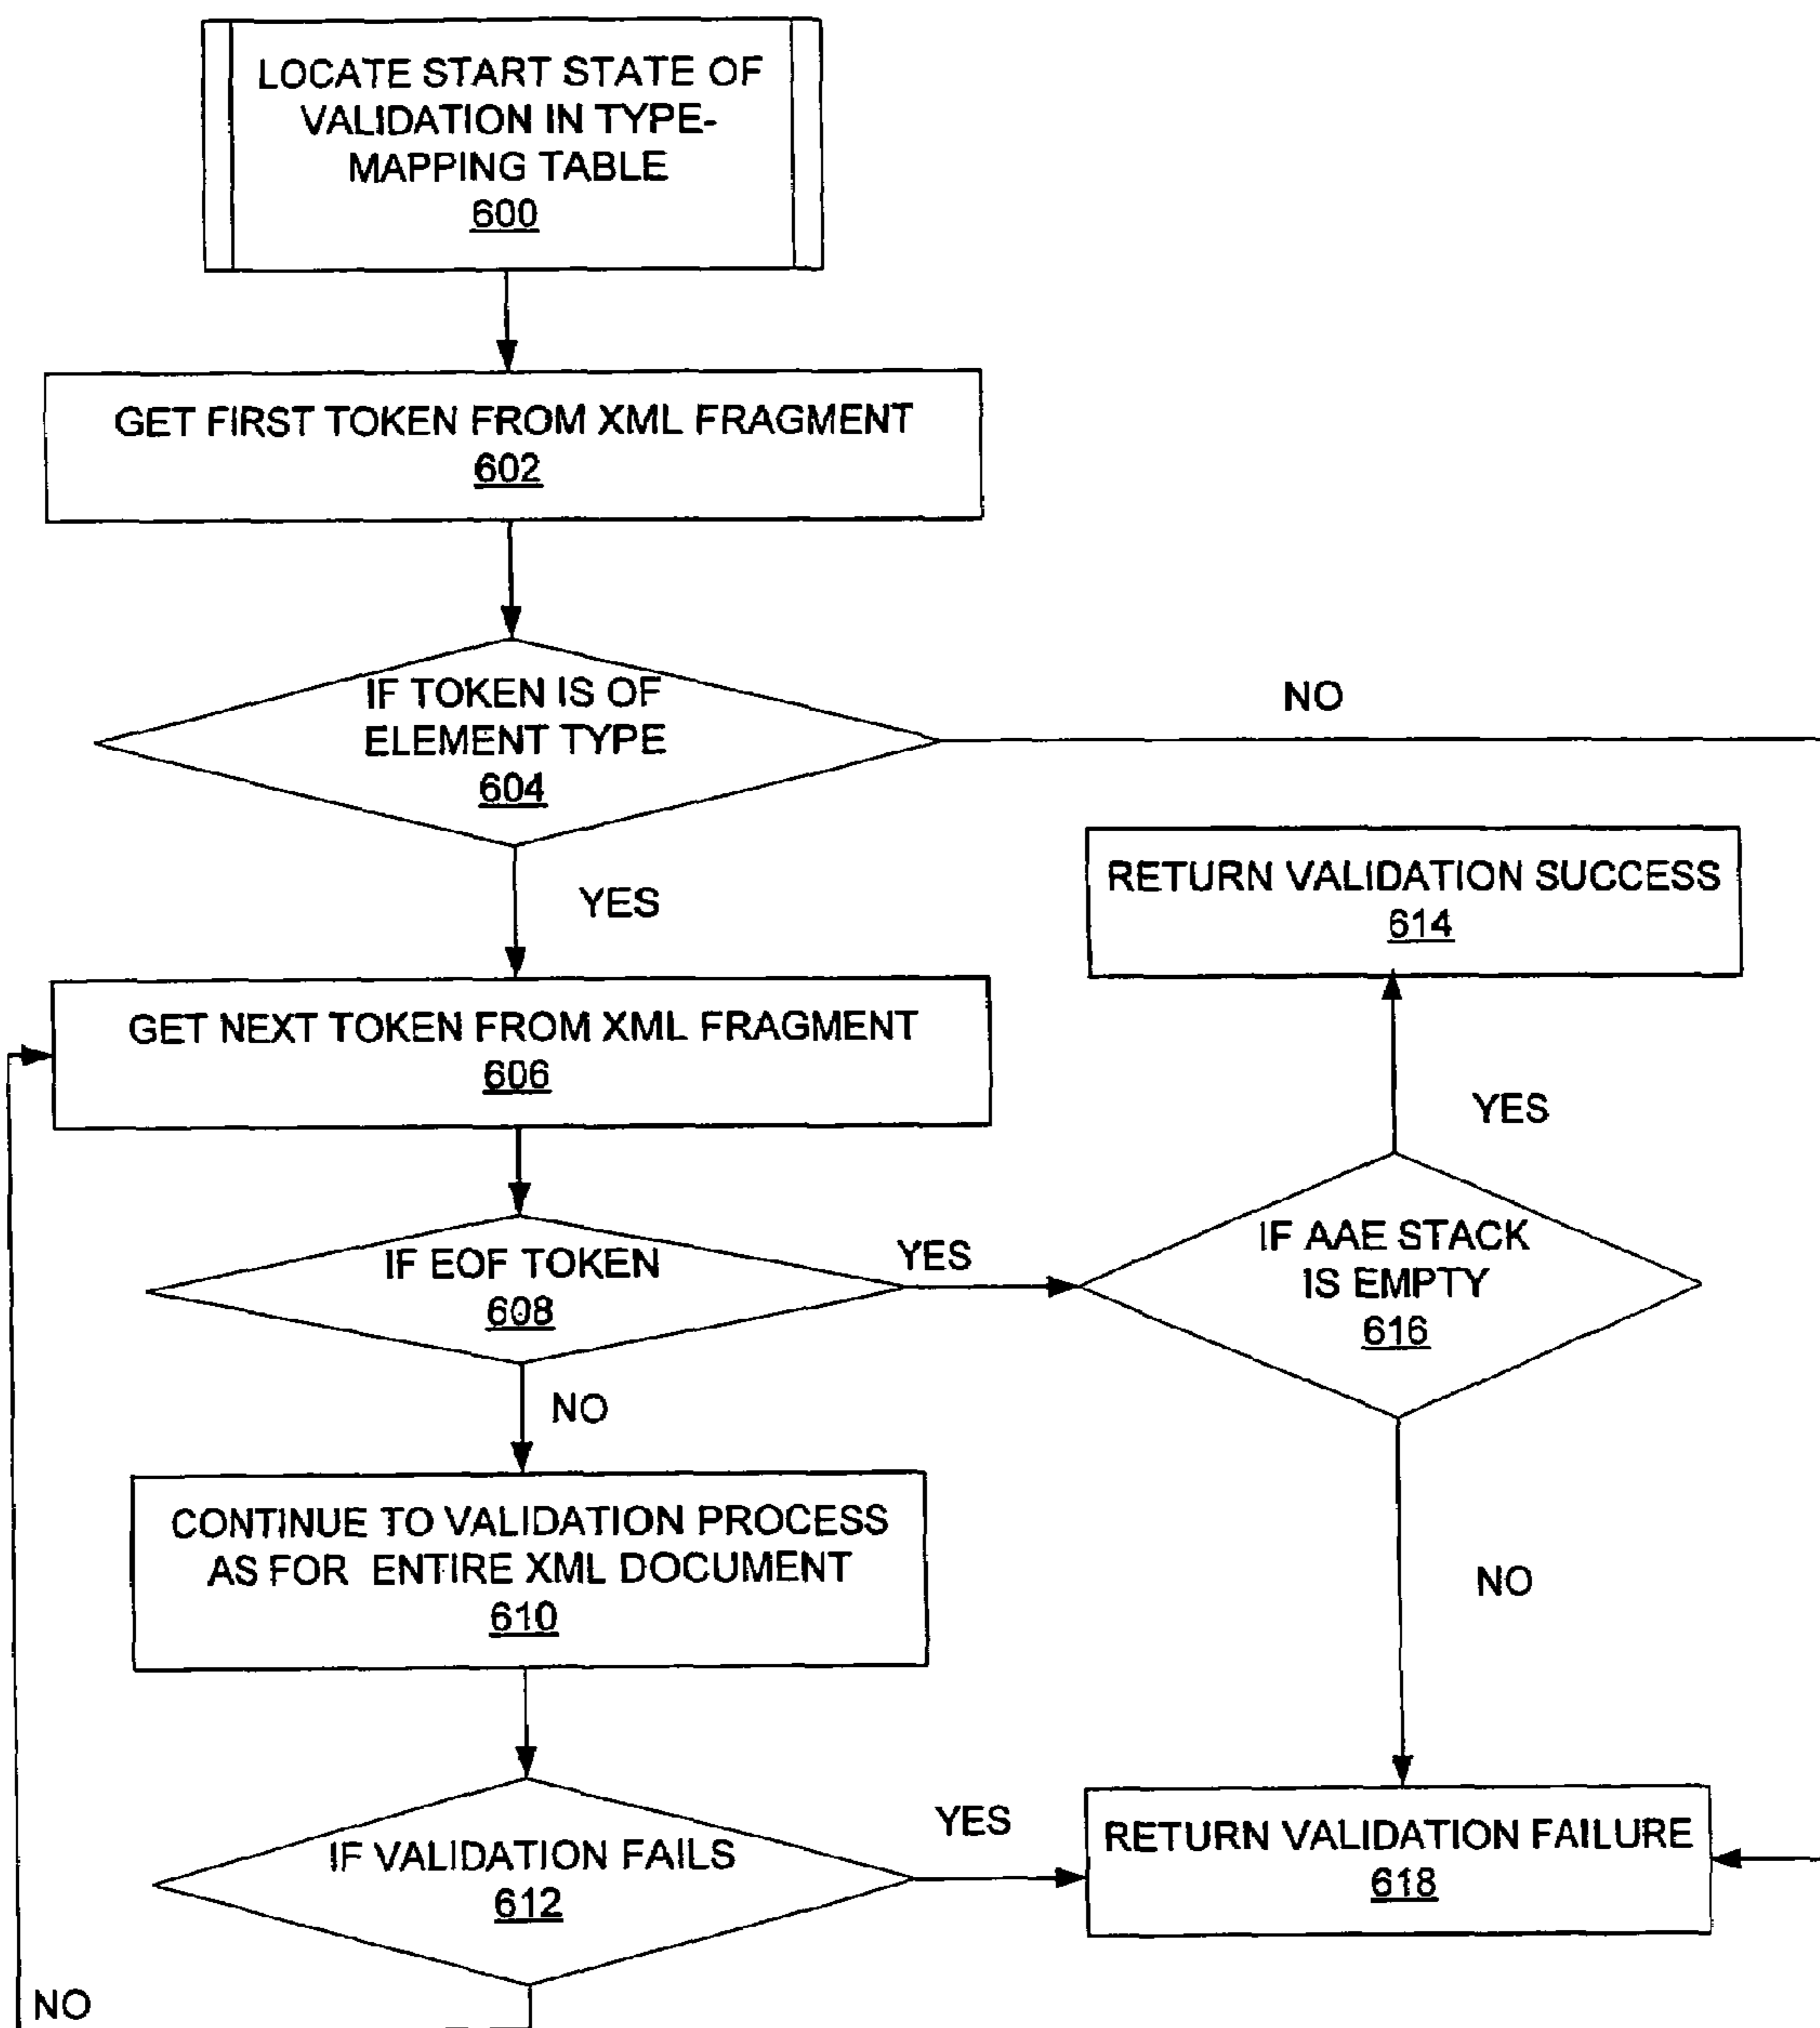 LOCATE START STATE OF
VALIDATION IN TYPE-
MAPPING TABLE
600
GET FIRST TOKEN FROM XML FRAGMENT
602
IF TOKEN IS OF
ELEMENT TYPE
604
NO
YES
RETURN VALIDATION SUCCESS
614
GET NEXT TOKEN FROM XML FRAGMENT
606
YES
IF EOF TOKEN
608
YES
IF AAE STACK
IS EMPTY
616
NO
CONTINUE TO VALIDATION PROCESS
AS FOR ENTIRE XML DOCUMENT
610
NO
IF VALIDATION FAILS
612
YES
RETURN VALIDATION FAILURE
618
NO